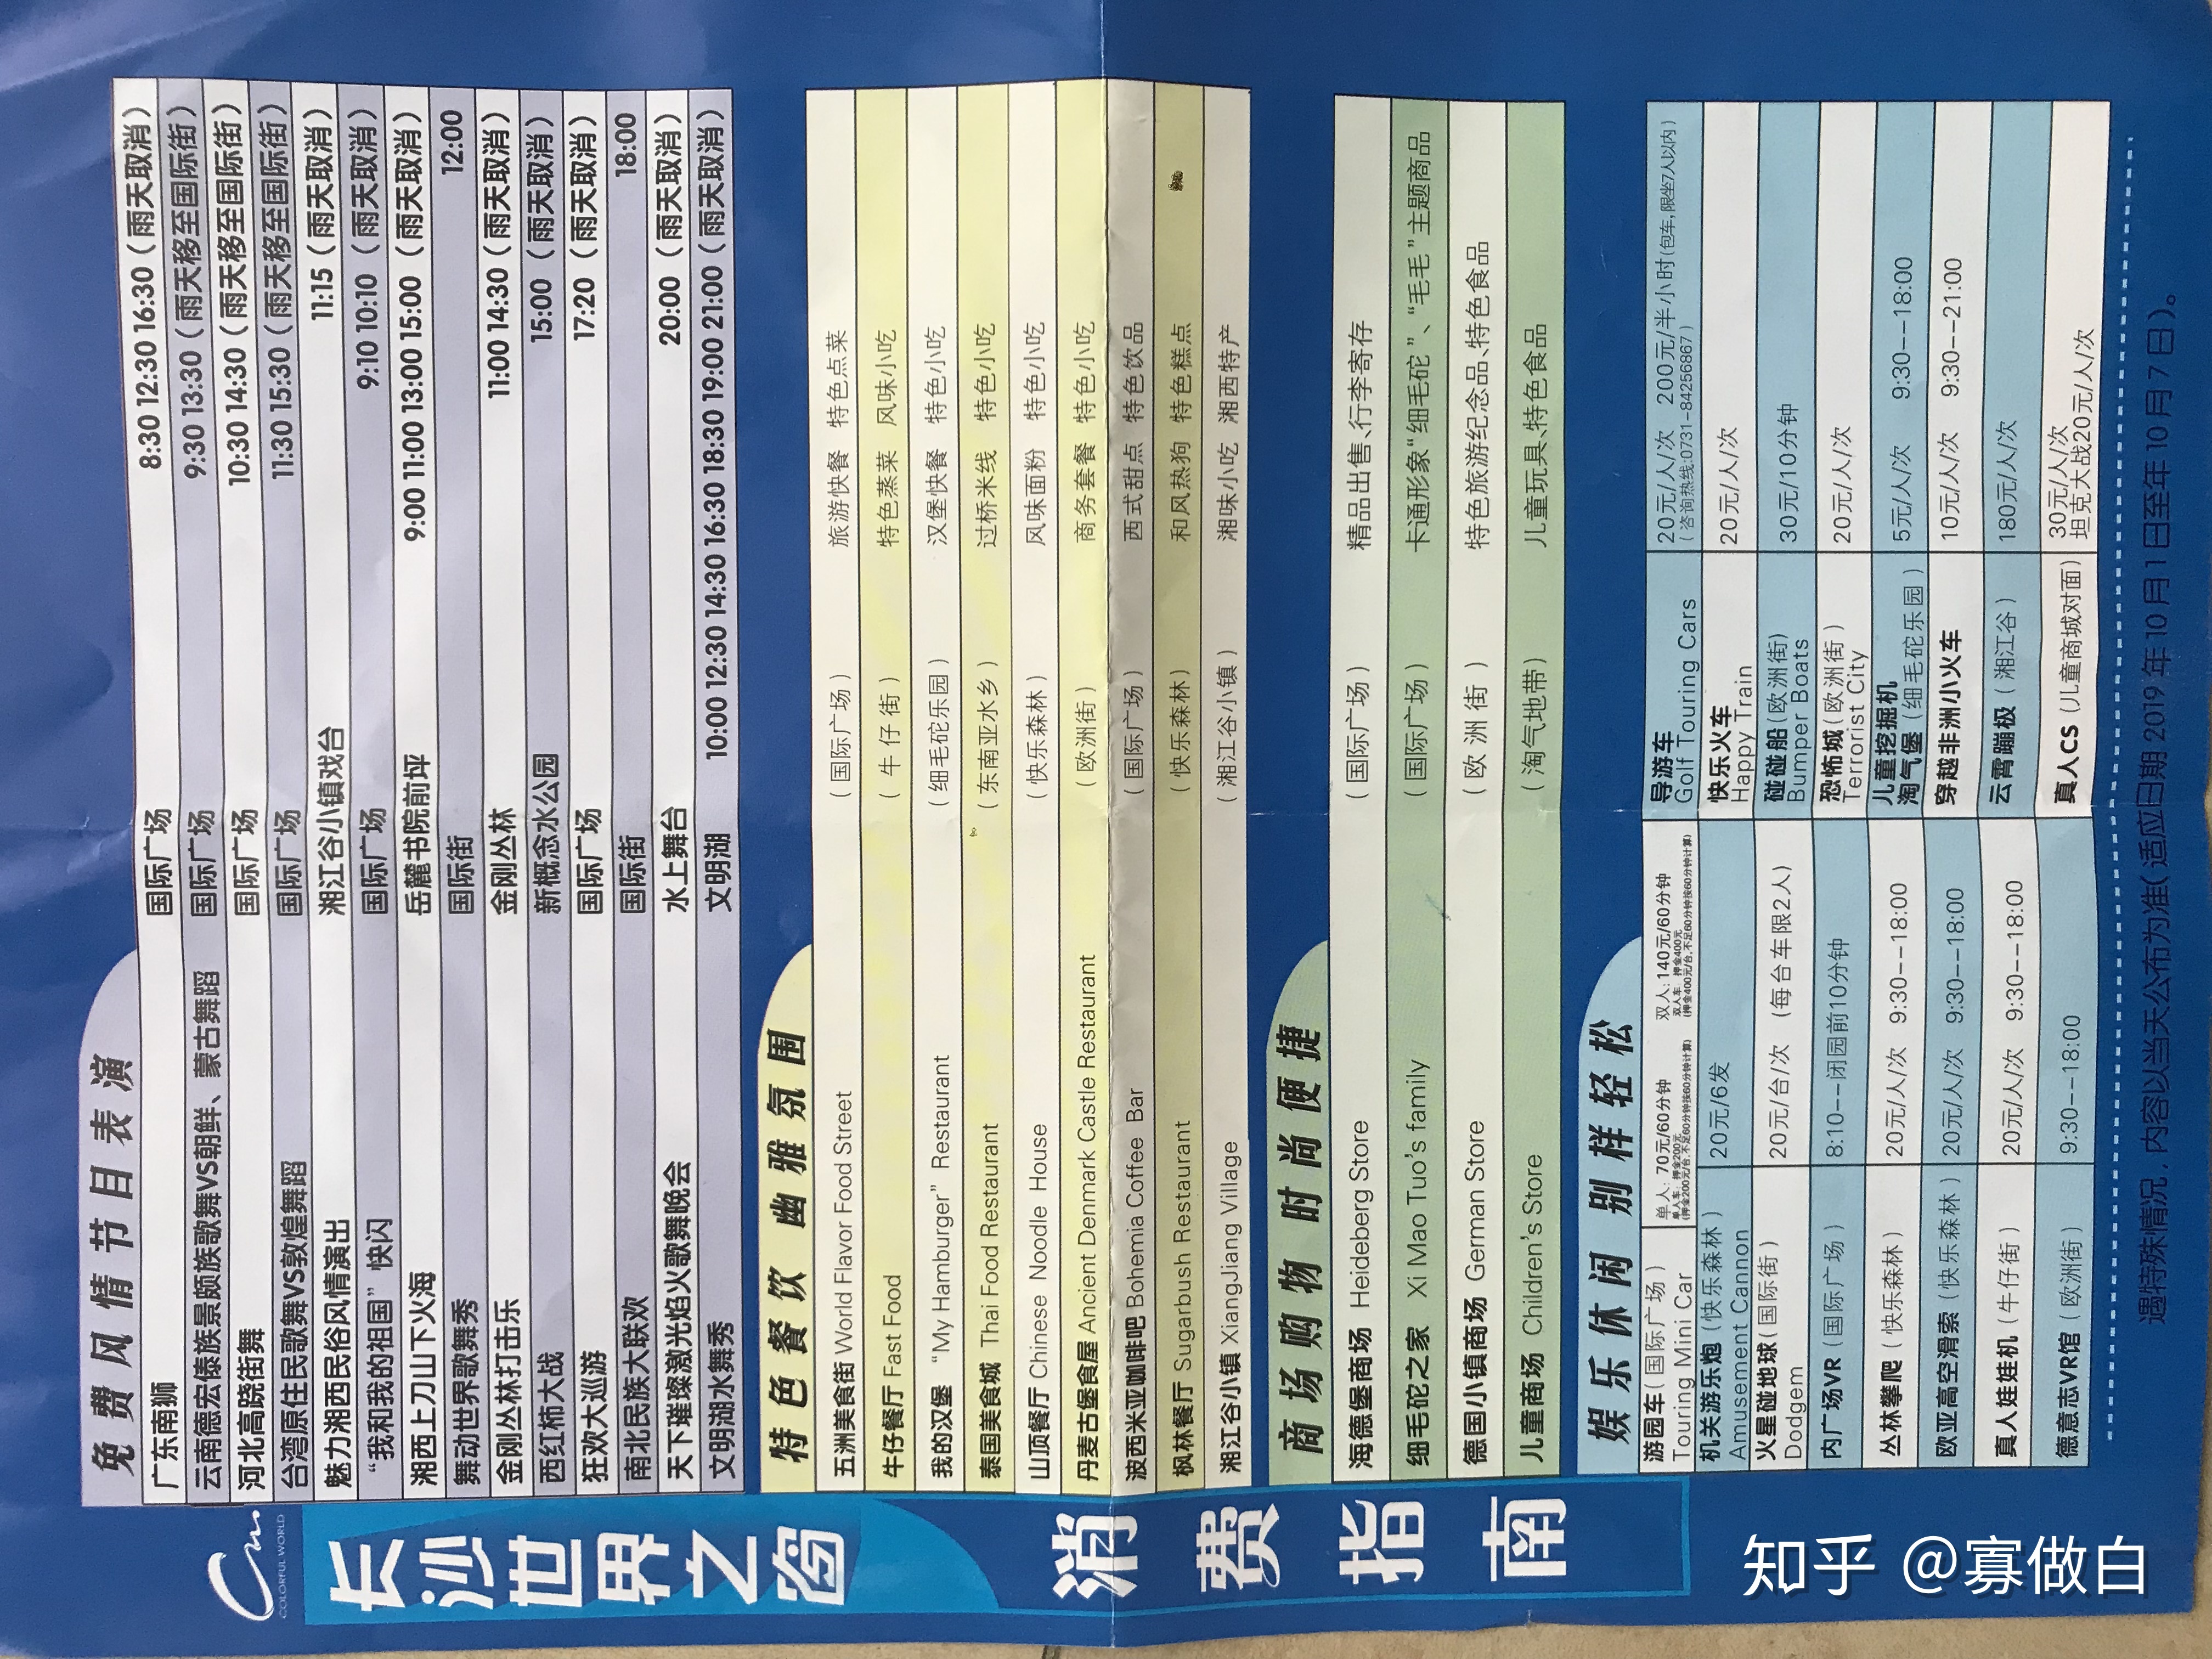 Cm
COLORFUL WORLD
长沙世界之窗
消费指南
免费风情节目表演
广东南狮 国际广场 8:30 12:30 16:30（雨天取消）
云南德宏傣族景颇族歌舞VS朝鲜、蒙古舞蹈 国际广场 9:30 13:30（雨天移至国际街）
河北高跷街舞 国际广场 10:30 14:30（雨天移至国际街）
台湾原住民歌舞VS敦煌舞蹈 国际广场 11:30 15:30（雨天移至国际街）
魅力湘西民俗风情演出 湘江谷小镇戏台 11:15（雨天取消）
“我和我的祖国”快闪 国际广场 9:10 10:10（雨天取消）
湘西上刀山下火海 岳麓书院前坪 9:00 11:00 13:00 15:00（雨天取消）
舞动世界歌舞秀 国际街 12:00
金刚丛林打击乐 金刚丛林 11:00 14:30（雨天取消）
西红柿大战 新概念水公园 15:00（雨天取消）
狂欢大巡游 国际广场 17:20（雨天取消）
南北民族大联欢 国际街 18:00
天下璀璨激光焰火歌舞晚会 水上舞台 20:00（雨天取消）
文明湖水舞秀 文明湖 10:00 12:30 14:30 16:30 18:30 19:00 21:00（雨天取消）
特色餐饮 幽雅氛围
五洲美食街 World Flavor Food Street （国际广场） 旅游快餐 特色点菜
牛仔餐厅 Fast Food （牛仔街） 特色蒸菜 风味小吃
我的汉堡 “My Hamburger” Restaurant （细毛砣乐园） 汉堡快餐 特色小吃
泰国美食城 Thai Food Restaurant （东南亚水乡） 过桥米线 特色小吃
山顶餐厅 Chinese Noodle House （快乐森林） 风味面粉 特色小吃
丹麦古堡食屋 Ancient Denmark Castle Restaurant （欧洲街） 商务套餐 特色小吃
波西米亚咖啡吧 Bohemia Coffee Bar （国际广场） 西式甜点 特色饮品
枫林餐厅 Sugarbush Restaurant （快乐森林） 和风热狗 特色糕点
湘江谷小镇 XiangJiang Village （湘江谷小镇） 湘味小吃 湘西特产
商场购物 时尚便捷
海德堡商场 Heideberg Store （国际广场） 精品出售、行李寄存
细毛砣之家 Xi Mao Tuo's family （国际广场） 卡通形象“细毛砣”、“毛毛”主题商品
德国小镇商场 German Store （欧洲街） 特色旅游纪念品、特色食品
儿童商场 Children's Store （淘气地带） 儿童玩具、特色食品
娱乐休闲 别样轻松
游园车（国际广场）
Touring Mini Car
单人: 70元/60分钟 双人: 140元/60分钟
单人车: 押金200元 双人车 押金400元
(押金200元/台,不足60分钟按60分钟计算) (押金400元/台,不足60分钟按60分钟计算)
导游车
Golf Touring Cars
20元/人/次 200元/半小时(包车,限坐7人以内)
（咨询热线:0731-84256867）
机关游乐炮（快乐森林）
Amusement Cannon
20元/6发
快乐火车
Happy Train
20元/人/次
火星碰地球（国际街）
Dodgem
20元/台/次 (每台车限2人)
碰碰船(欧洲街)
Bumper Boats
30元/10分钟
内广场VR（国际广场） 8:10--闭园前10分钟
恐怖城（欧洲街）
Terrorist City
20元/人/次
丛林攀爬（快乐森林） 20元/人/次 9:30--18:00
儿童挖掘机
淘气堡（细毛砣乐园）
5元/人/次 9:30--18:00
欧亚高空滑索（快乐森林） 20元/人/次 9:30--18:00
穿越非洲小火车 10元/人/次 9:30--21:00
真人娃娃机（牛仔街） 20元/人/次 9:30--18:00
云霄蹦极（湘江谷） 180元/人/次
德意志VR馆（欧洲街） 9:30--18:00
真人CS (儿童商城对面)
30元/人/次
坦克大战20元/人/次
遇特殊情况，内容以当天公布为准(适应日期 2019 年 10 月 1 日至年 10 月 7 日)。
知乎 @寡做白